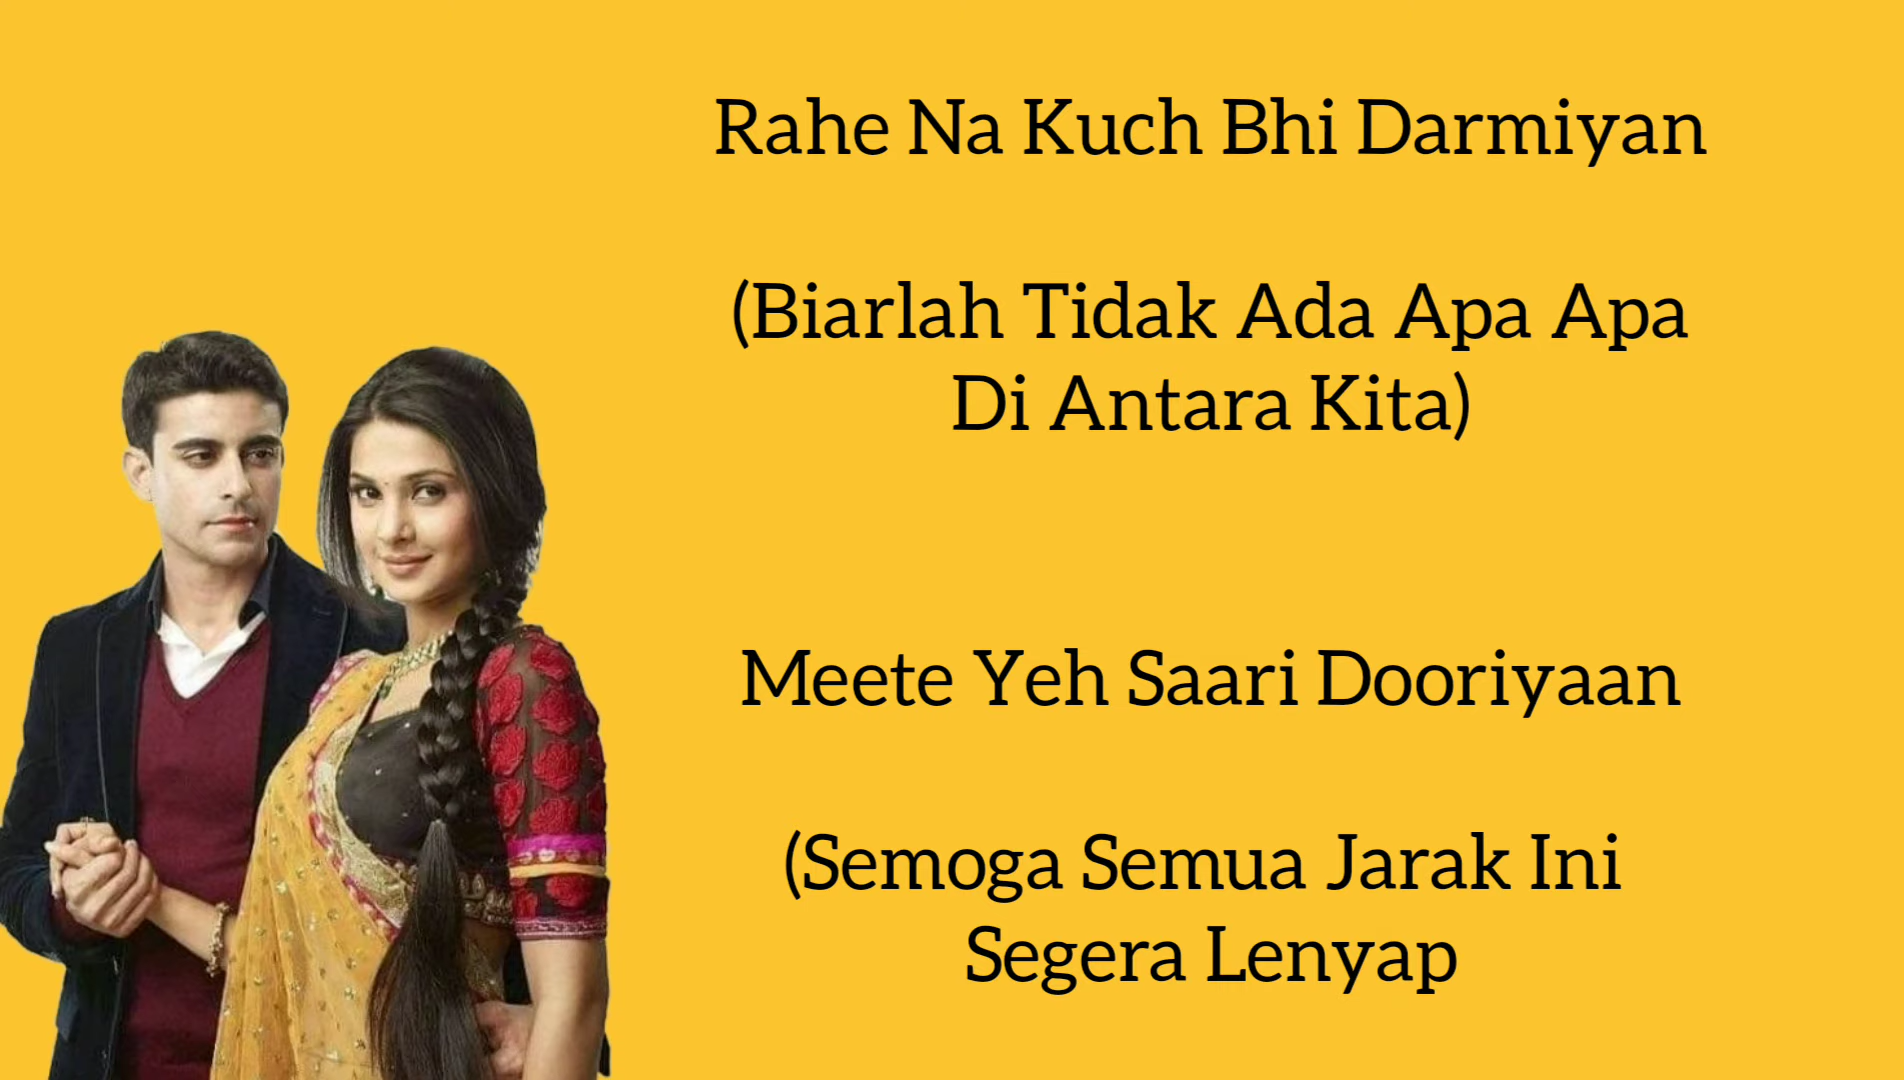 Rahe Na Kuch Bhi Darmiyan
(Biarlah Tidak Ada Apa Apa
Di Antara Kita)
Meete Yeh Saari Dooriyaan
(Semoga Semua Jarak Ini
Segera Lenyap